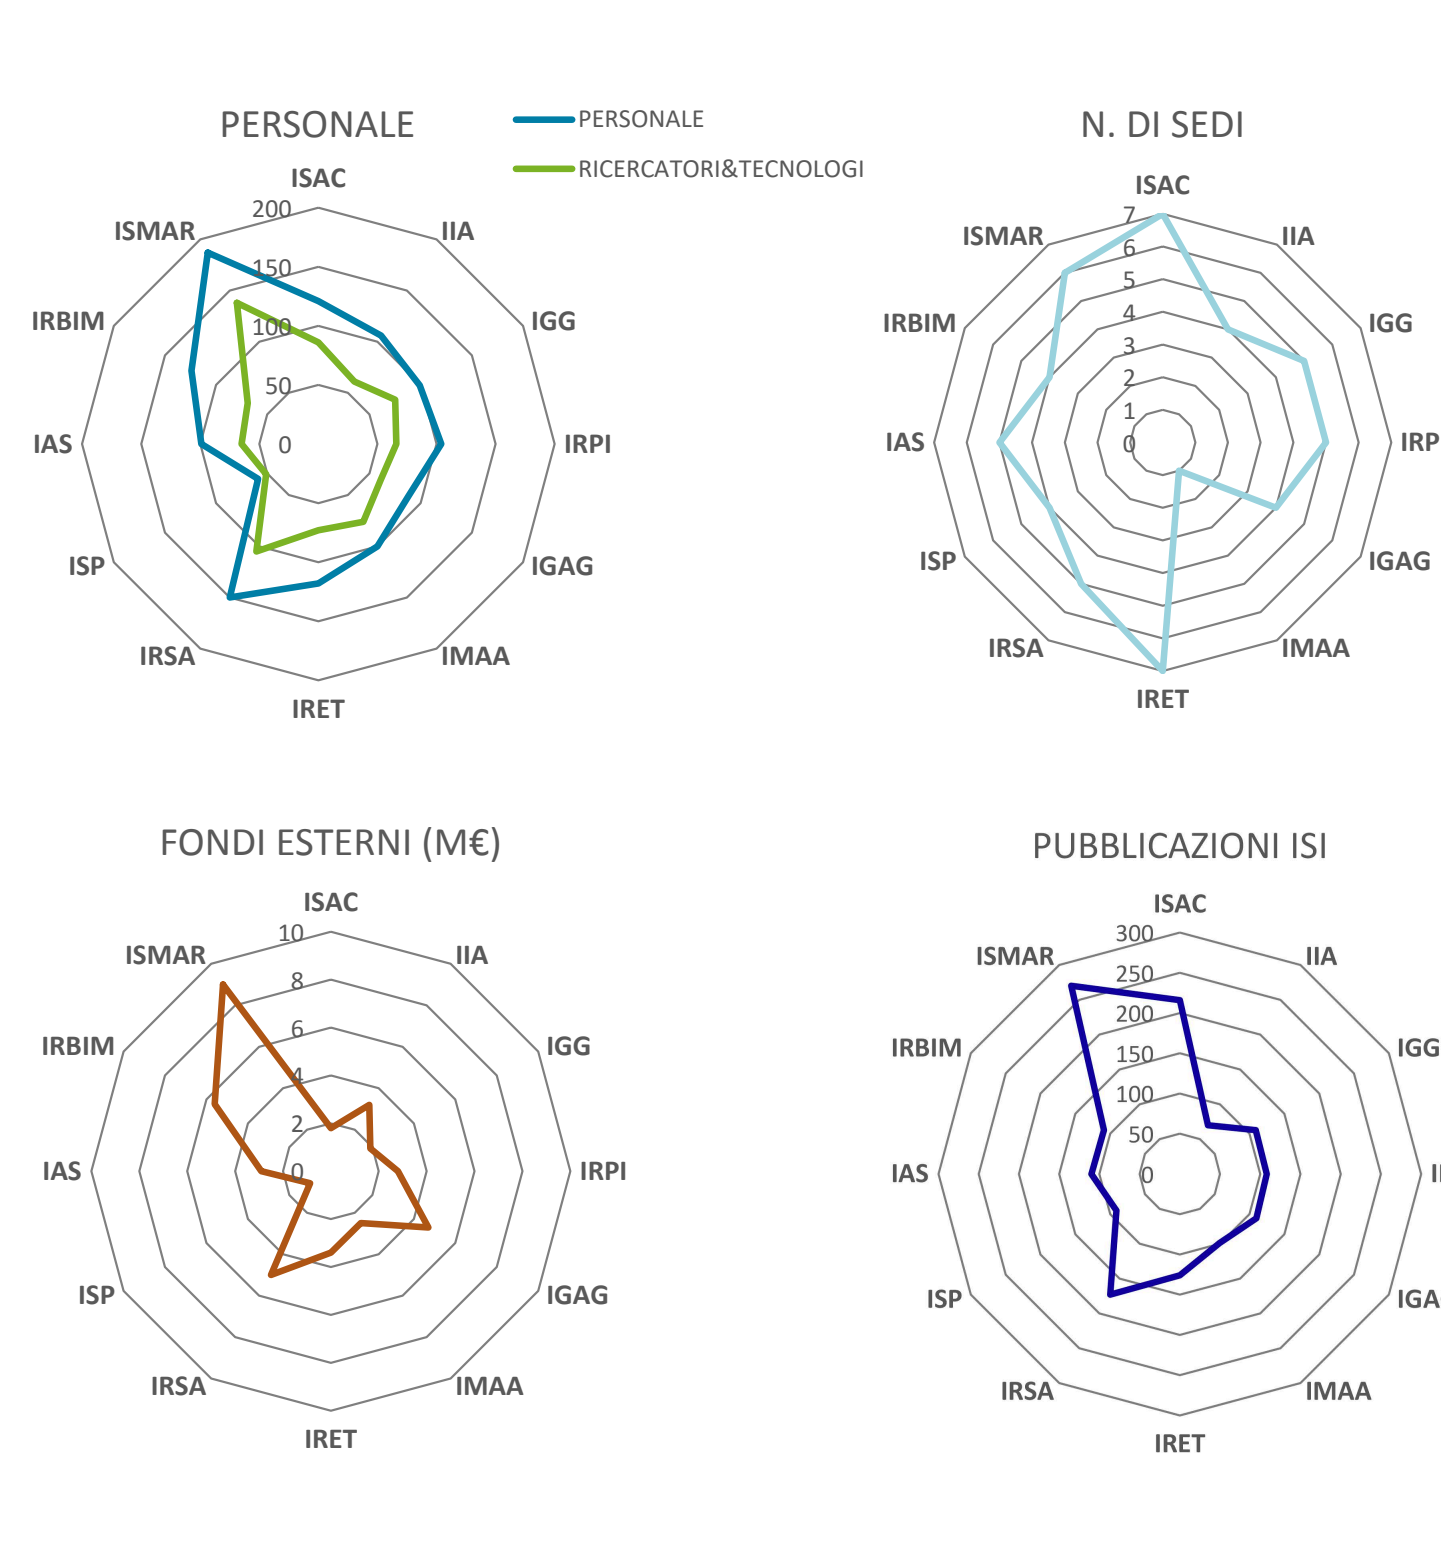 PERSONALE
PERSONALE
RICERCATORI&TECNOLOGI
ISAC
IIA
IGG
IRPI
IGAG
IMAA
IRET
IRSA
ISP
IAS
IRBIM
ISMAR
200
150
100
50
0
N. DI SEDI
ISAC
IIA
IGG
IRP
IGAG
IMAA
IRET
IRSA
ISP
IAS
IRBIM
ISMAR
7
6
5
4
3
2
1
0
FONDI ESTERNI (M€)
ISAC
IIA
IGG
IRPI
IGAG
IMAA
IRET
IRSA
ISP
IAS
IRBIM
ISMAR
10
8
6
4
2
0
PUBBLICAZIONI ISI
ISAC
IIA
IGG
IGA
IMAA
IRET
IRSA
ISP
IAS
IRBIM
ISMAR
300
250
200
150
100
50
0